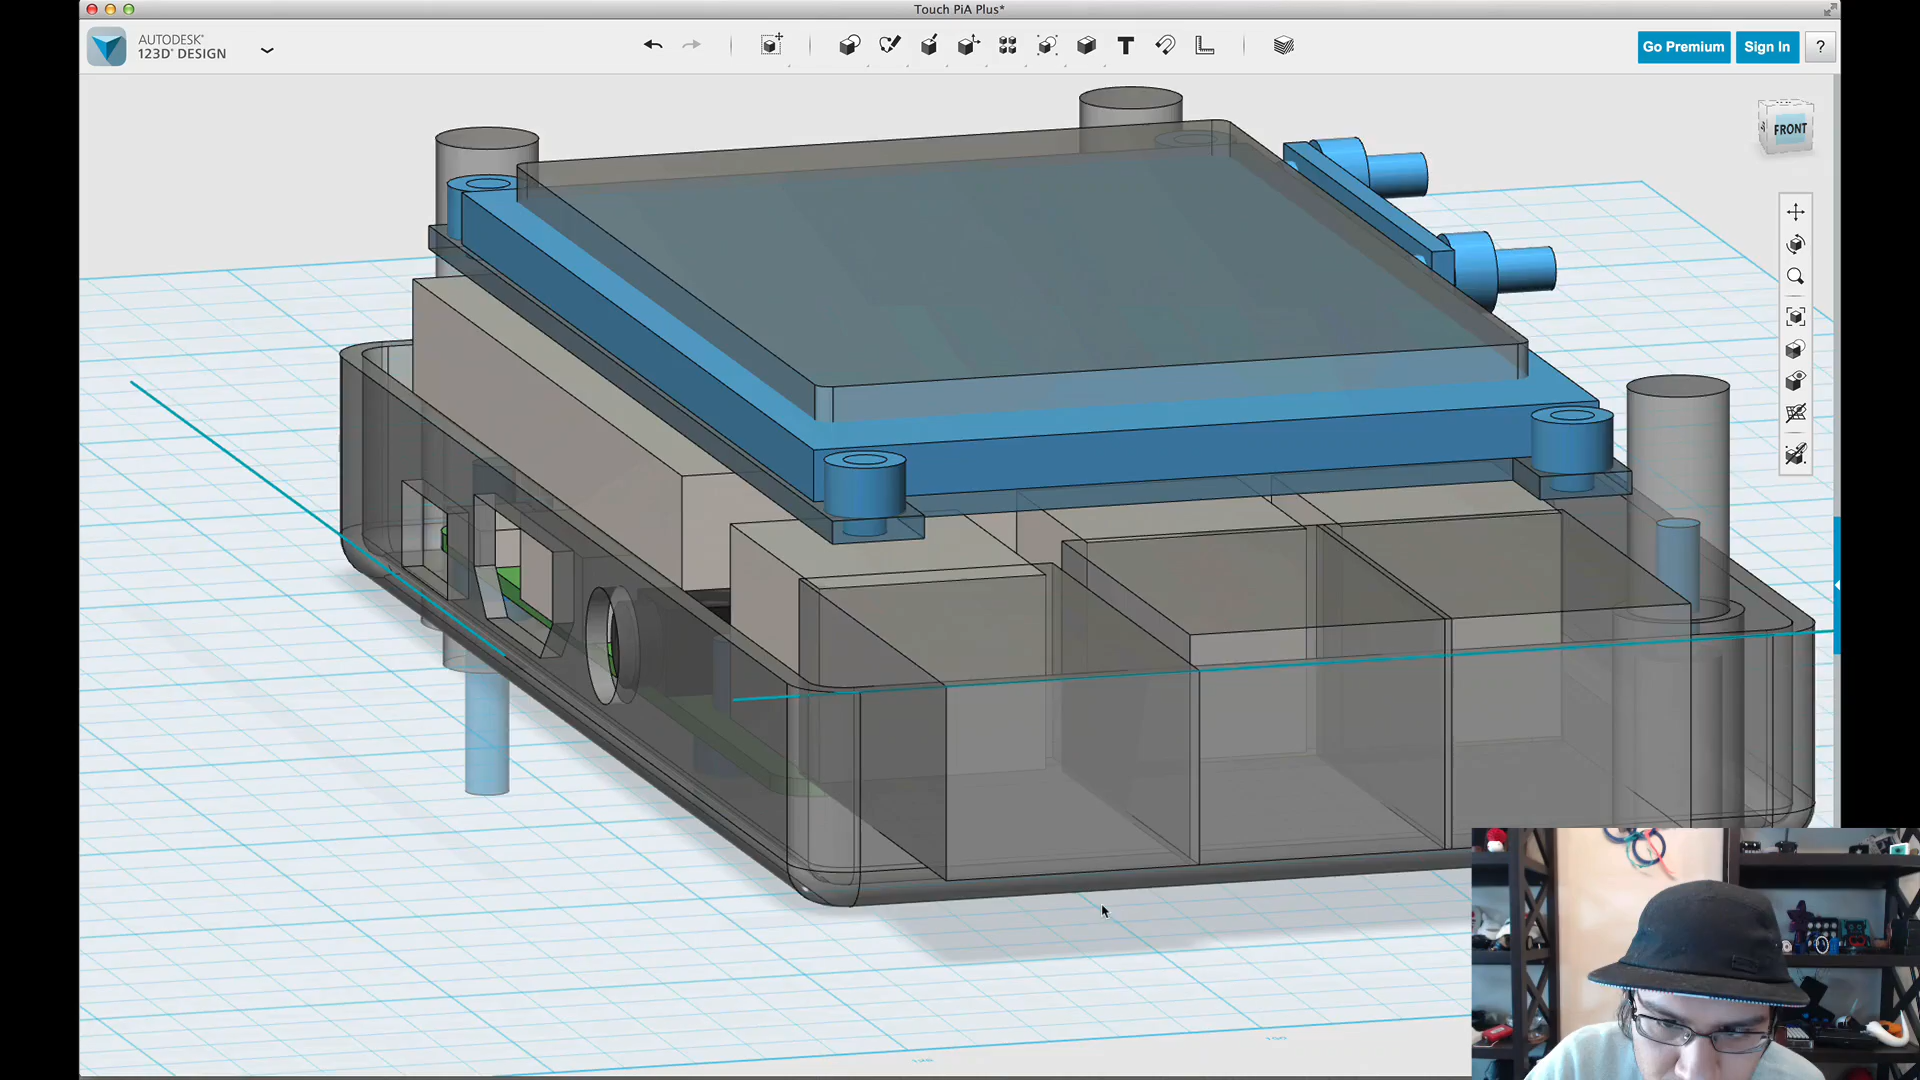 Touch PiA Plus*
AUTODESK®
123D® DESIGN
T
Go Premium
Sign In
?
FRONT